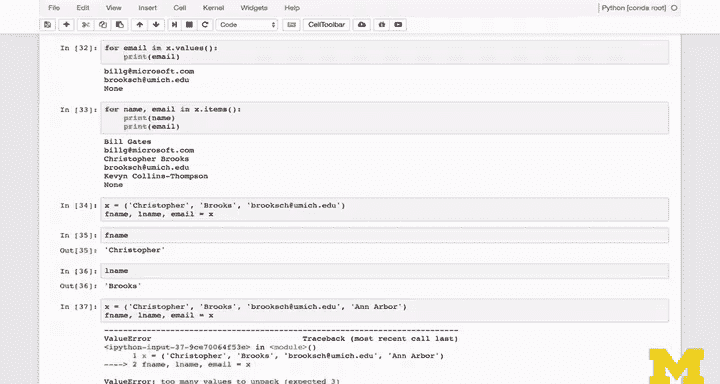 File Edit View Insert Cell Kernel Widgets Help Python [conda root]
Code CellToolbar
In [32]: for email in x.values():
print(email)
billg@microsoft.com
brooksch@umich.edu
None
In [33]: for name, email in x.items():
print(name)
print(email)
Bill Gates
billg@microsoft.com
Christopher Brooks
brooksch@umich.edu
Kevyn Collins-Thompson
None
In [34]: x = ('Christopher', 'Brooks', 'brooksch@umich.edu')
fname, lname, email = x
In [35]: fname
Out[35]: 'Christopher'
In [36]: lname
Out[36]: 'Brooks'
In [37]: x = ('Christopher', 'Brooks', 'brooksch@umich.edu', 'Ann Arbor')
fname, lname, email = x
---------------------------------------------------------------------------
ValueError Traceback (most recent call last)
<ipython-input-37-9ce70064f53e> in <module>()
1 x = ('Christopher', 'Brooks', 'brooksch@umich.edu', 'Ann Arbor')
----> 2 fname, lname, email = x
ValueError: too many values to unpack (expected 3)
M